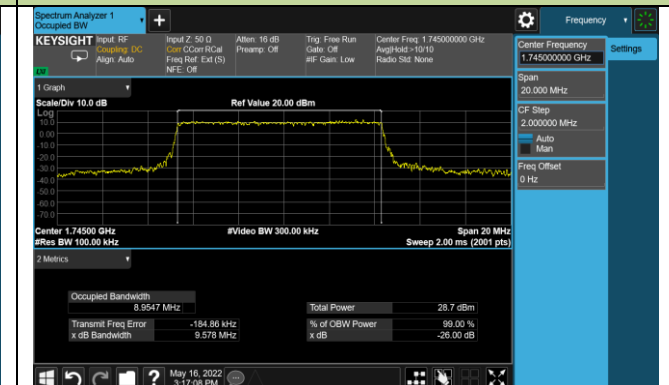 Spectrum Analyzer 1
Occupied BW
Frequency
KEYSIGHT
Input: RF
Coupling: DC
Align: Auto
Input Z: 50 Ω
Corr CCorr RCal
Freq Ref: Ext (S)
NFE: Off
Atten: 16 dB
Preamp: Off
Trig: Free Run
Gate: Off
#IF Gain: Low
Center Freq: 1.745000000 GHz
Avg|Hold:>10/10
Radio Std: None
Center Frequency
1.745000000 GHz
Settings
Span
20.000 MHz
CF Step
2.000000 MHz
Auto
Man
Freq Offset
0 Hz
1 Graph
Scale/Div 10.0 dB
Ref Value 20.00 dBm
Log
10.0
0.00
-10.0
-20.0
-30.0
-40.0
-50.0
-60.0
-70.0
Center 1.74500 GHz
#Video BW 300.00 kHz
Span 20 MHz
#Res BW 100.00 kHz
Sweep 2.00 ms (2001 pts)
2 Metrics
Occupied Bandwidth
8.9547 MHz
Total Power
28.7 dBm
Transmit Freq Error
-184.86 kHz
% of OBW Power
99.00 %
x dB Bandwidth
9.578 MHz
x dB
-26.00 dB
May 16, 2022
3:17:08 PM